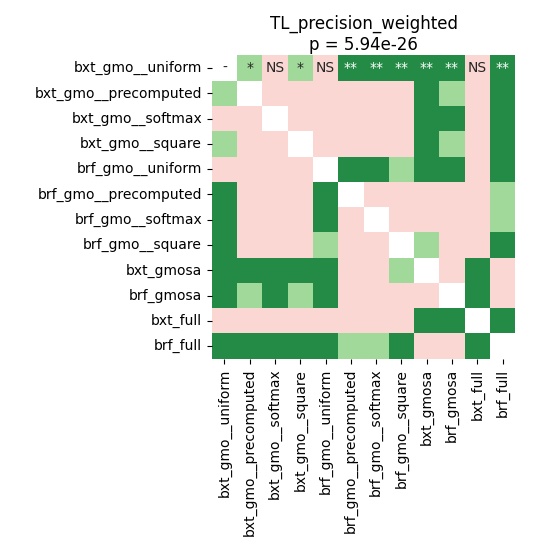 TL_precision_weighted
p = 5.94e-26
bxt_gmo__uniform - * NS * NS ** ** ** ** ** NS **
bxt_gmo__precomputed
bxt_gmo__softmax
bxt_gmo__square
brf_gmo__uniform
brf_gmo__precomputed
brf_gmo__softmax
brf_gmo__square
bxt_gmosa
brf_gmosa
bxt_full
brf_full
bxt_gmo__uniform
bxt_gmo__precomputed
bxt_gmo__softmax
bxt_gmo__square
brf_gmo__uniform
brf_gmo__precomputed
brf_gmo__softmax
brf_gmo__square
bxt_gmosa
brf_gmosa
bxt_full
brf_full